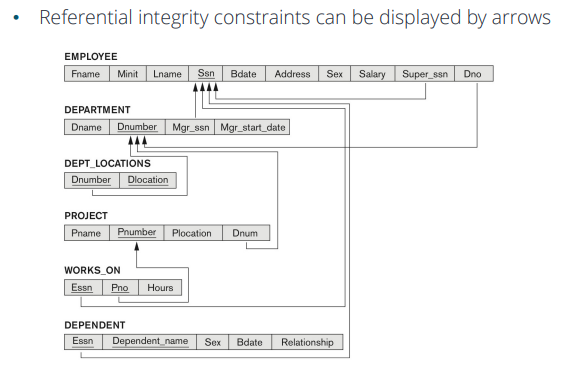 • Referential integrity constraints can be displayed by arrows
EMPLOYEE
Fname Minit Lname Ssn Bdate Address Sex Salary Super_ssn Dno
DEPARTMENT
Dname Dnumber Mgr_ssn Mgr_start_date
DEPT_LOCATIONS
Dnumber Dlocation
PROJECT
Pname Pnumber Plocation Dnum
WORKS_ON
Essn Pno Hours
DEPENDENT
Essn Dependent_name Sex Bdate Relationship